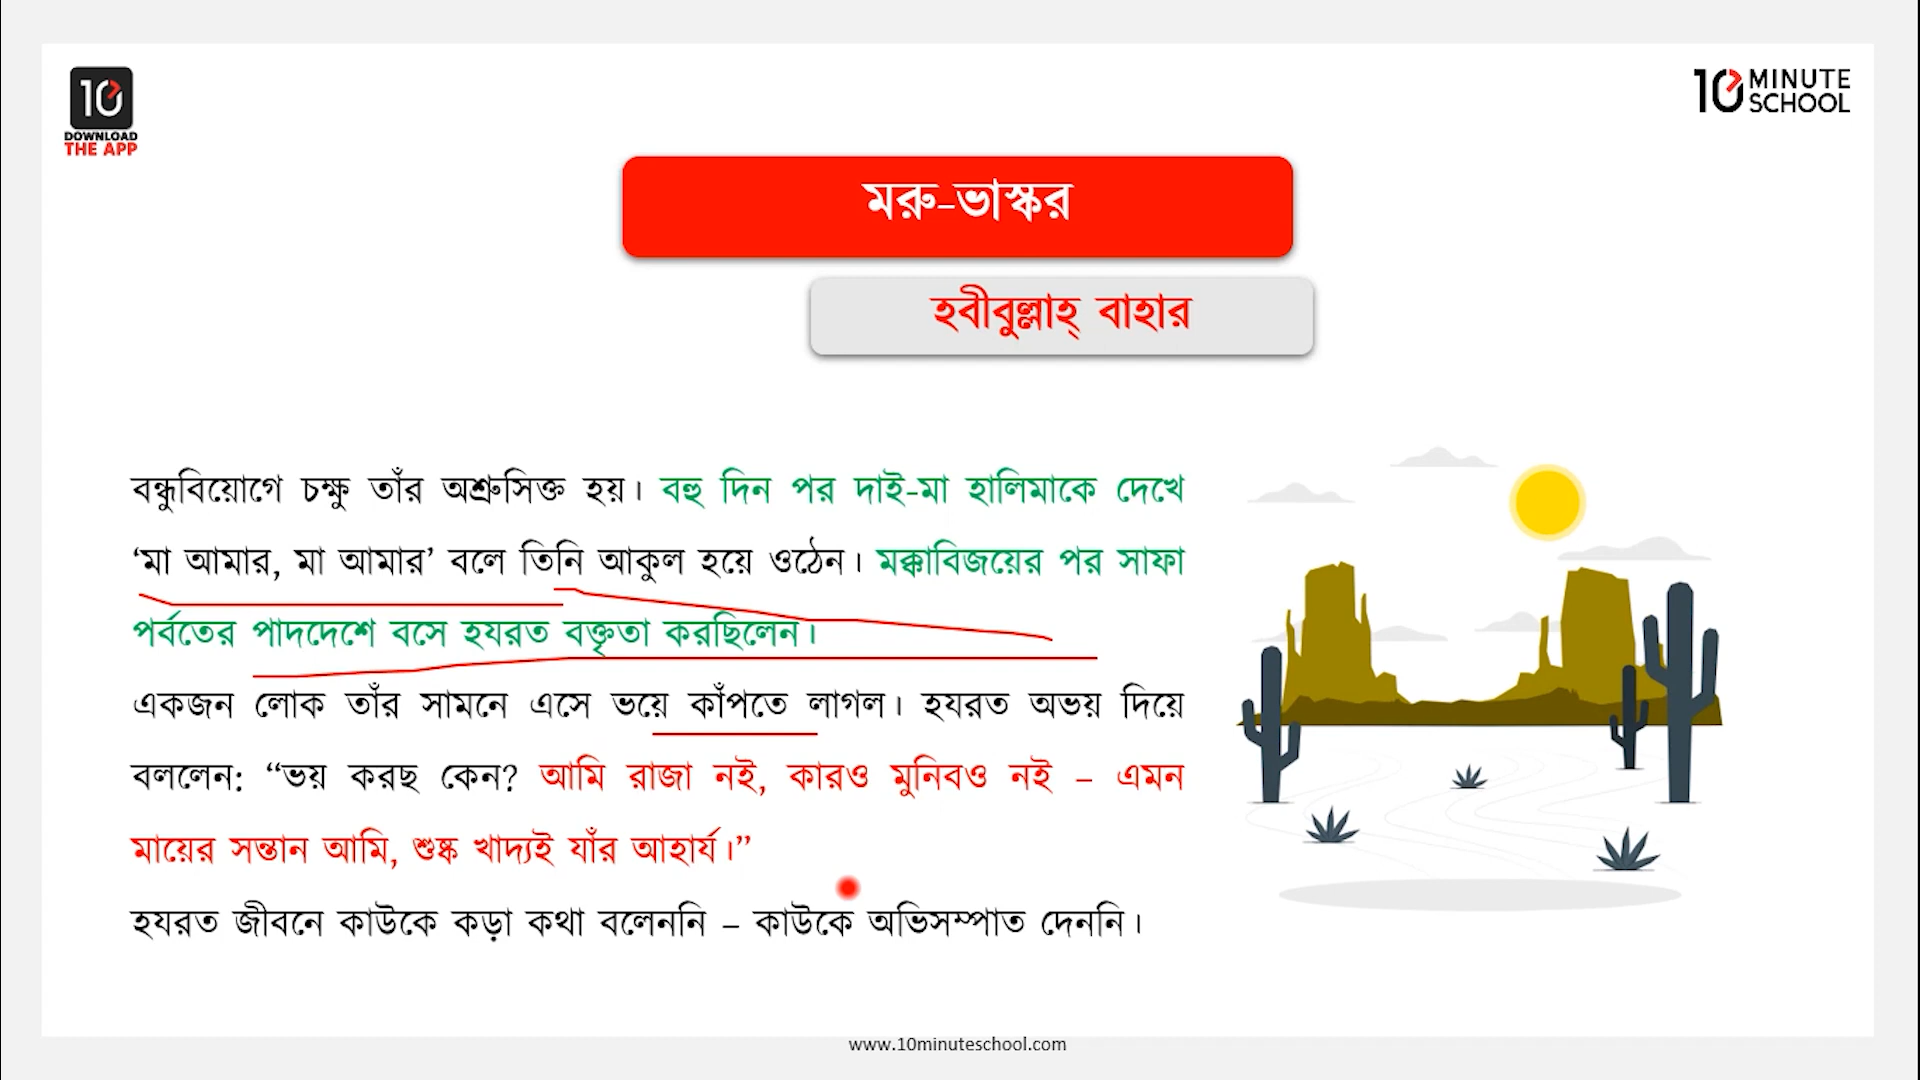 10
DOWNLOAD
THE APP
10 MINUTE
SCHOOL
মরু-ভাস্কর
হবীবুল্লাহ্ বাহার
বন্ধুবিয়োগে চক্ষু তাঁর অশ্রুসিক্ত হয়। বহু দিন পর দাই-মা হালিমাকে দেখে
‘মা আমার, মা আমার’ বলে তিনি আকুল হয়ে ওঠেন। মক্কাবিজয়ের পর সাফা
পর্বতের পাদদেশে বসে হযরত বক্তৃতা করছিলেন।
একজন লোক তাঁর সামনে এসে ভয়ে কাঁপতে লাগল। হযরত অভয় দিয়ে
বললেন: “ভয় করছ কেন? আমি রাজা নই, কারও মুনিবও নই – এমন
মায়ের সন্তান আমি, শুষ্ক খাদ্যই যাঁর আহার্য।”
হযরত জীবনে কাউকে কড়া কথা বলেননি – কাউকে অভিসম্পাত দেননি।
www.10minuteschool.com